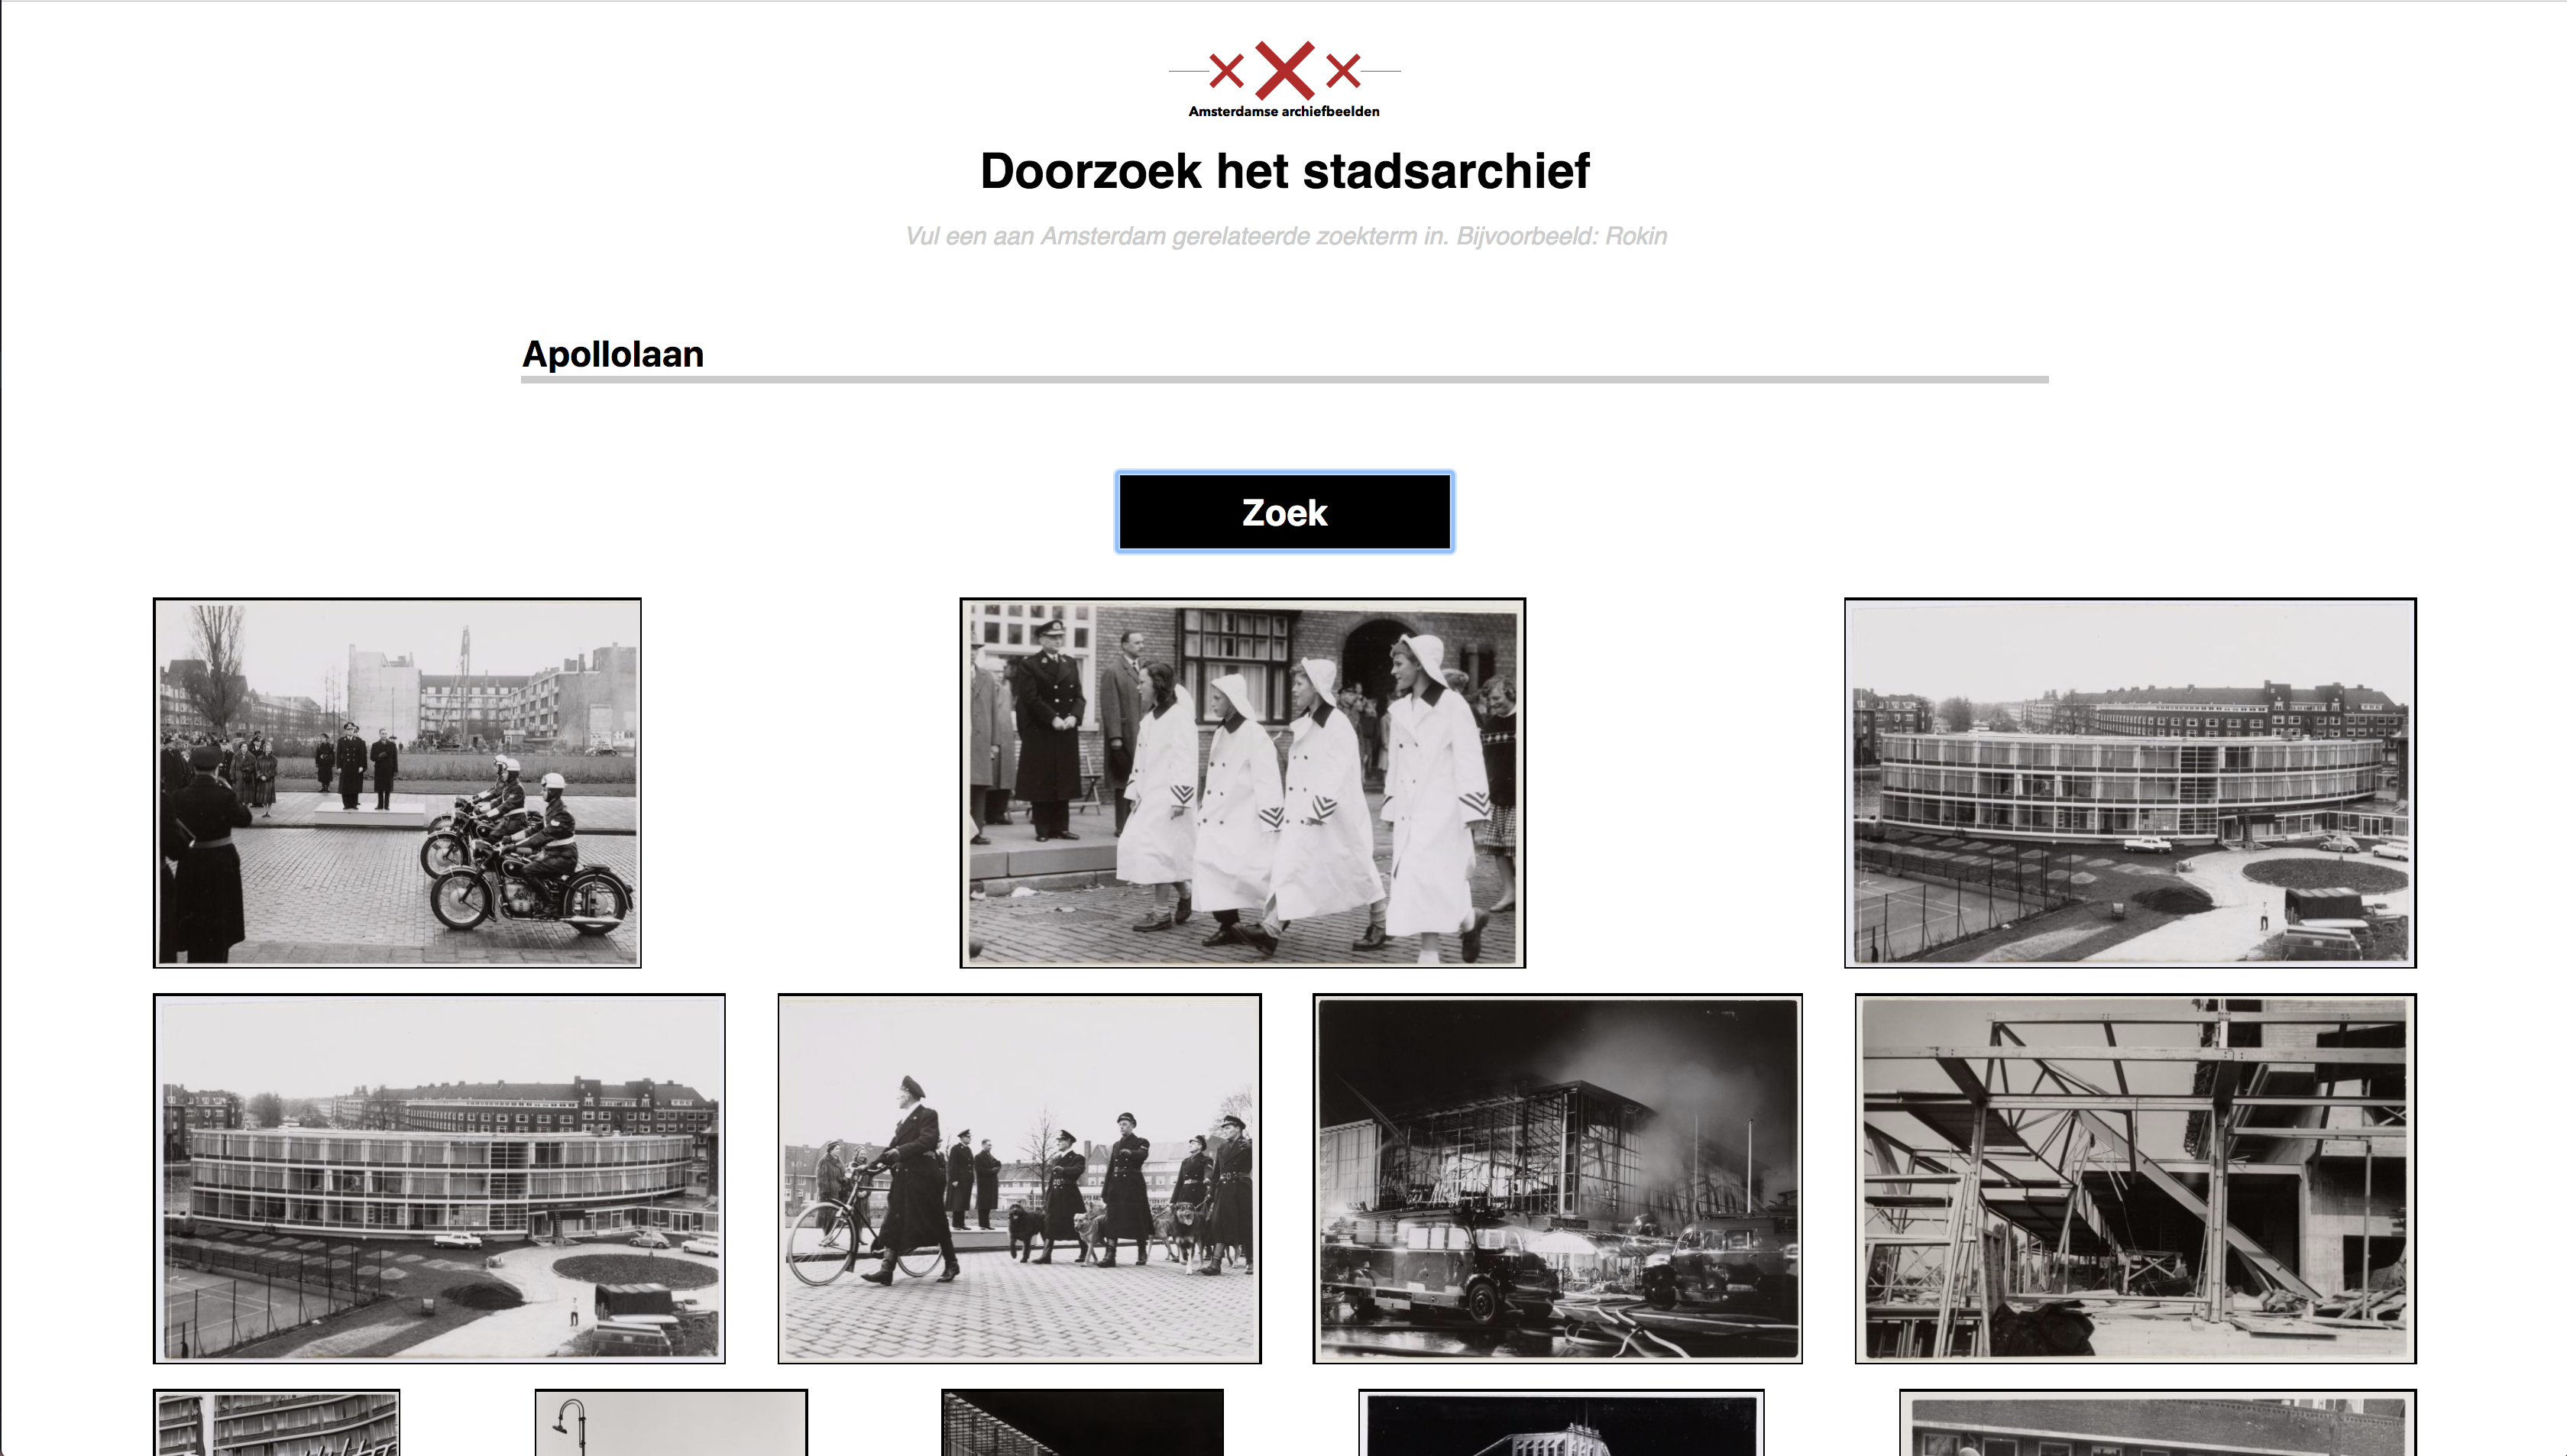 Amsterdamse archiefbeelden
Doorzoek het stadsarchief
Vul een aan Amsterdam gerelateerde zoekterm in. Bijvoorbeeld: Rokin
Apollolaan
Zoek